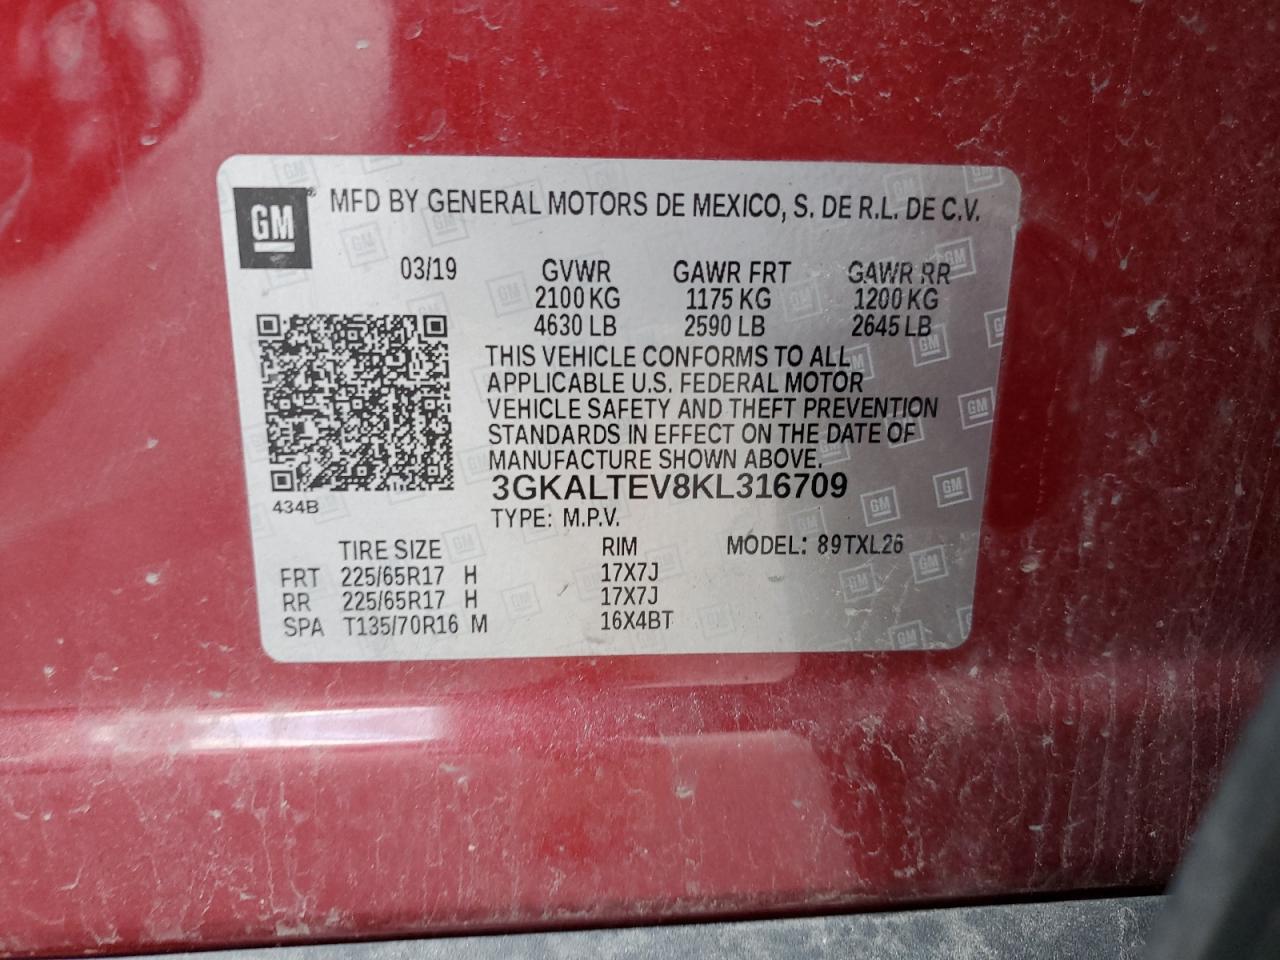 GM
MFD BY GENERAL MOTORS DE MEXICO, S. DE R.L. DE C.V.
03/19 GVWR GAWR FRT GAWR RR
2100 KG 1175 KG 1200 KG
4630 LB 2590 LB 2645 LB
THIS VEHICLE CONFORMS TO ALL
APPLICABLE U.S. FEDERAL MOTOR
VEHICLE SAFETY AND THEFT PREVENTION
STANDARDS IN EFFECT ON THE DATE OF
MANUFACTURE SHOWN ABOVE.
3GKALTEV8KL316709
434B
TYPE: M.P.V.
TIRE SIZE RIM MODEL: 89TXL26
FRT 225/65R17 H 17X7J
RR 225/65R17 H 17X7J
SPA T135/70R16 M 16X4BT